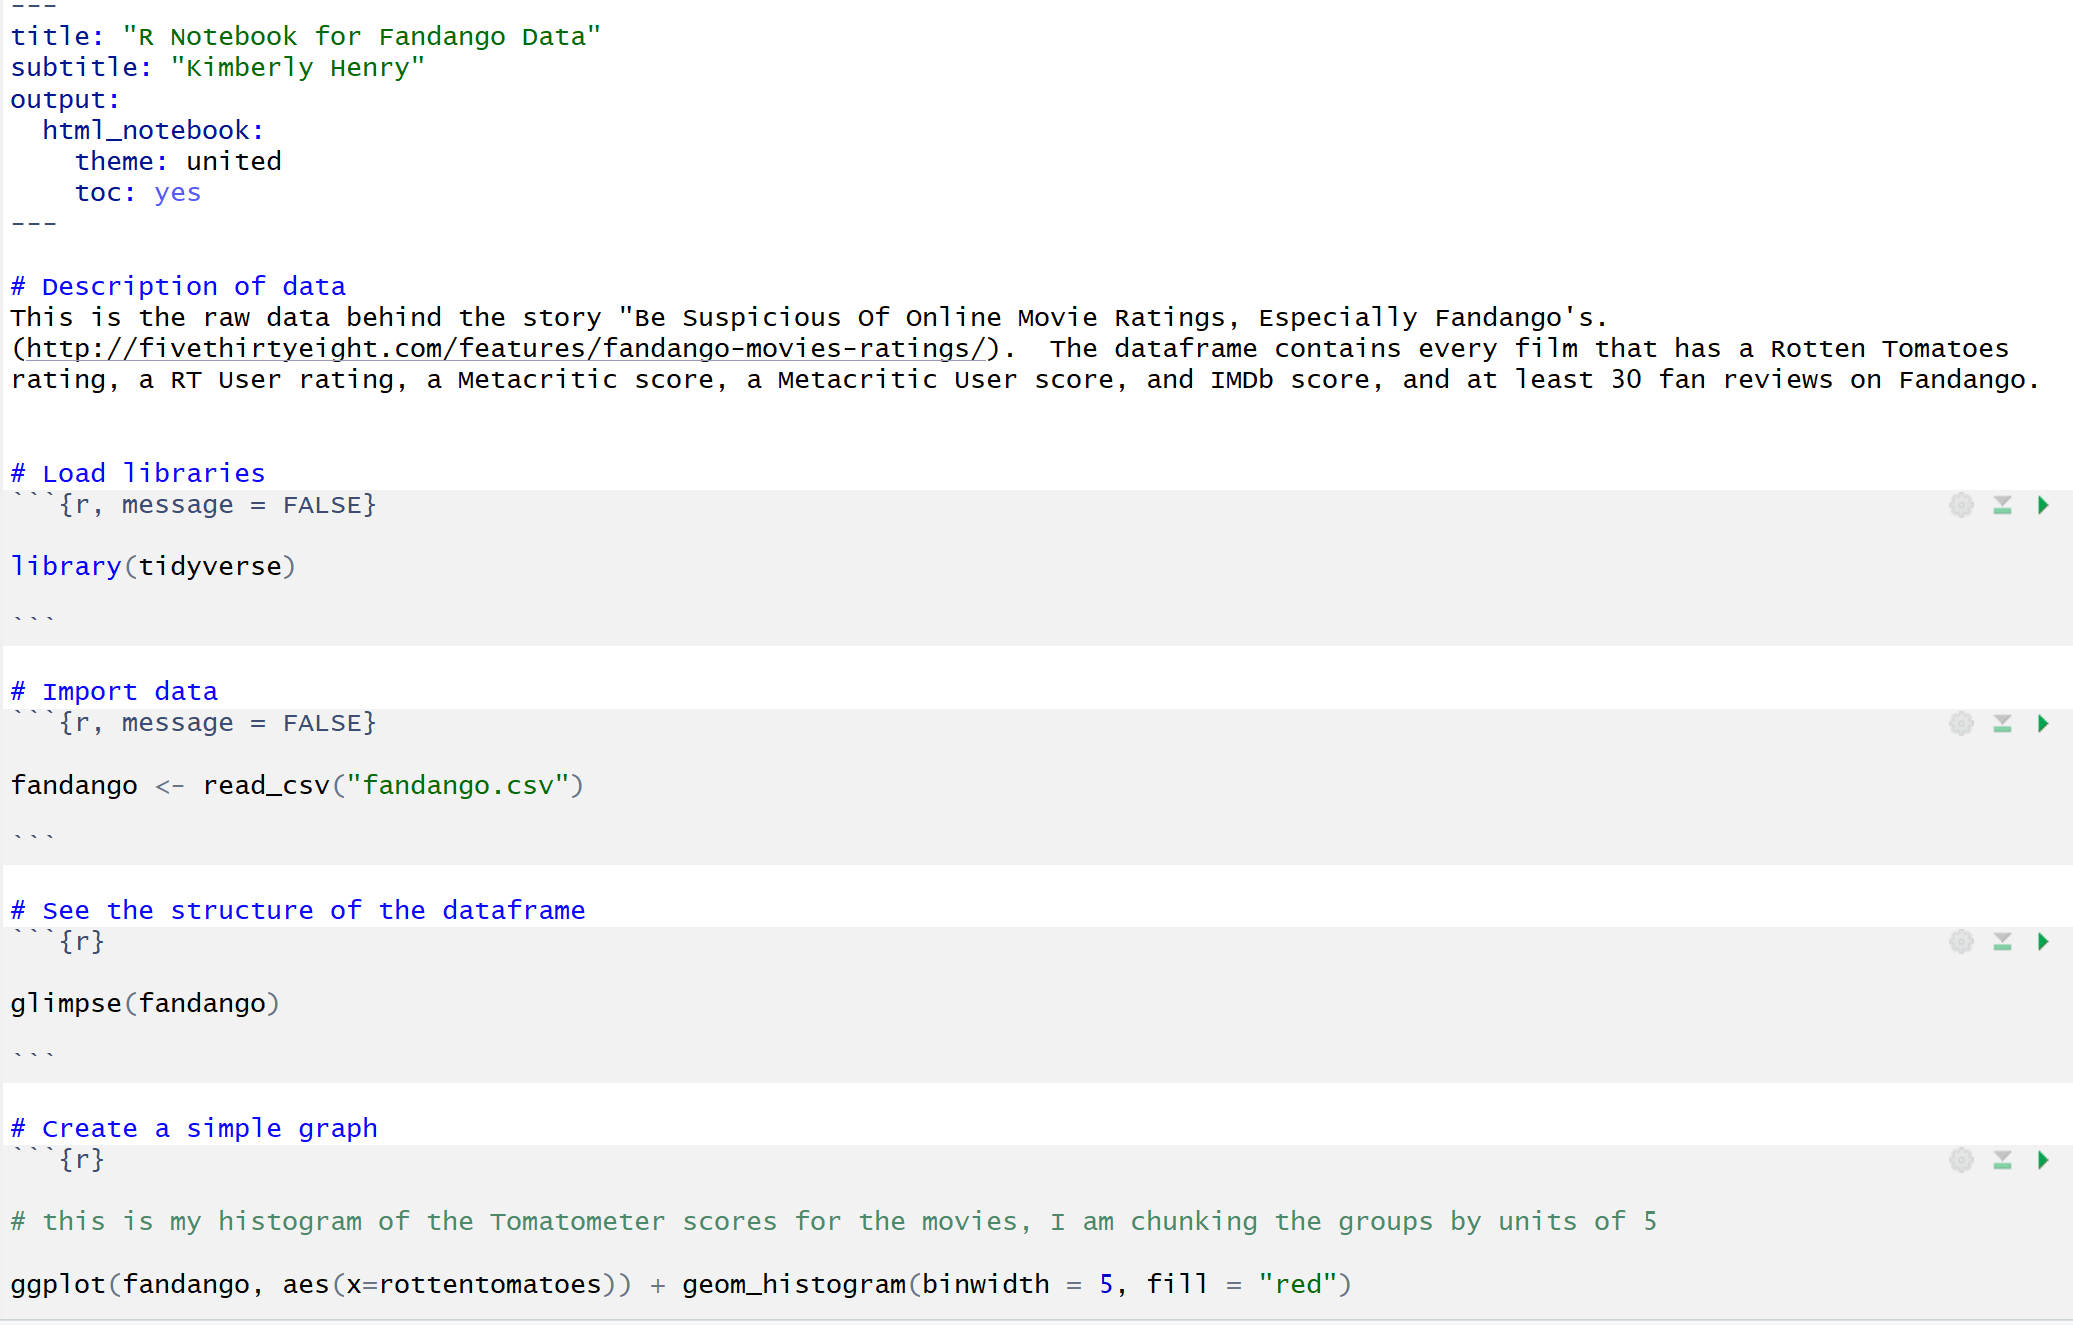 ---
title: "R Notebook for Fandango Data"
subtitle: "Kimberly Henry"
output:
  html_notebook:
    theme: united
    toc: yes
---
# Description of data
This is the raw data behind the story "Be Suspicious Of Online Movie Ratings, Especially Fandango's.
(http://fivethirtyeight.com/features/fandango-movies-ratings/).  The dataframe contains every film that has a Rotten Tomatoes
rating, a RT User rating, a Metacritic score, a Metacritic User score, and IMDb score, and at least 30 fan reviews on Fandango.
# Load libraries
```{r, message = FALSE}
library(tidyverse)
```
# Import data
```{r, message = FALSE}
fandango <- read_csv("fandango.csv")
```
# See the structure of the dataframe
```{r}
glimpse(fandango)
```
# Create a simple graph
```{r}
# this is my histogram of the Tomatometer scores for the movies, I am chunking the groups by units of 5
ggplot(fandango, aes(x=rottentomatoes)) + geom_histogram(binwidth = 5, fill = "red")